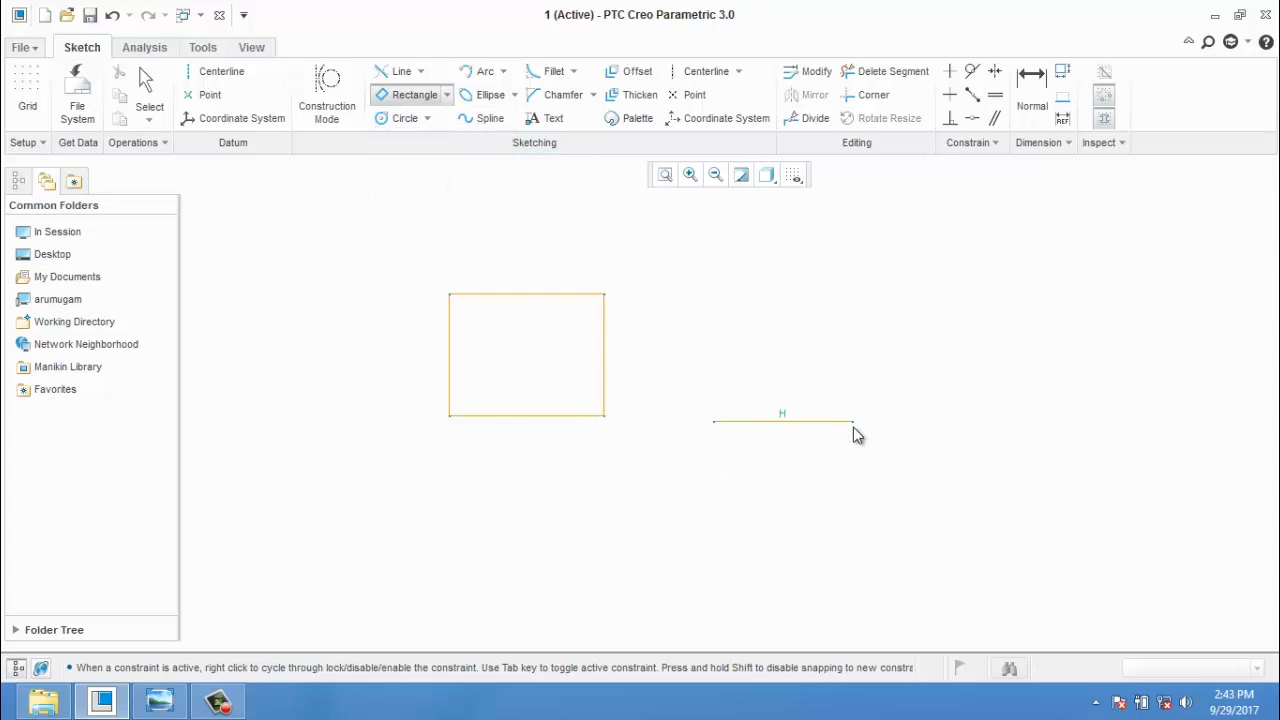 1 (Active) - PTC Creo Parametric 3.0
File Sketch Analysis Tools View
Grid
File System
Select
Centerline
Point
Coordinate System
Construction Mode
Line Arc Fillet Offset Centerline
Rectangle Ellipse Chamfer Thicken Point
Circle Spline Text Palette Coordinate System
Modify Delete Segment
Mirror Corner
Divide Rotate Resize
Normal
REF
Setup Get Data Operations Datum Sketching Editing Constrain Dimension Inspect
Common Folders
In Session
Desktop
My Documents
arumugam
Working Directory
Network Neighborhood
Manikin Library
Favorites
H
Folder Tree
When a constraint is active, right click to cycle through lock/disable/enable the constraint. Use Tab key to toggle active constraint. Press and hold Shift to disable snapping to new constra
2:43 PM
9/29/2017